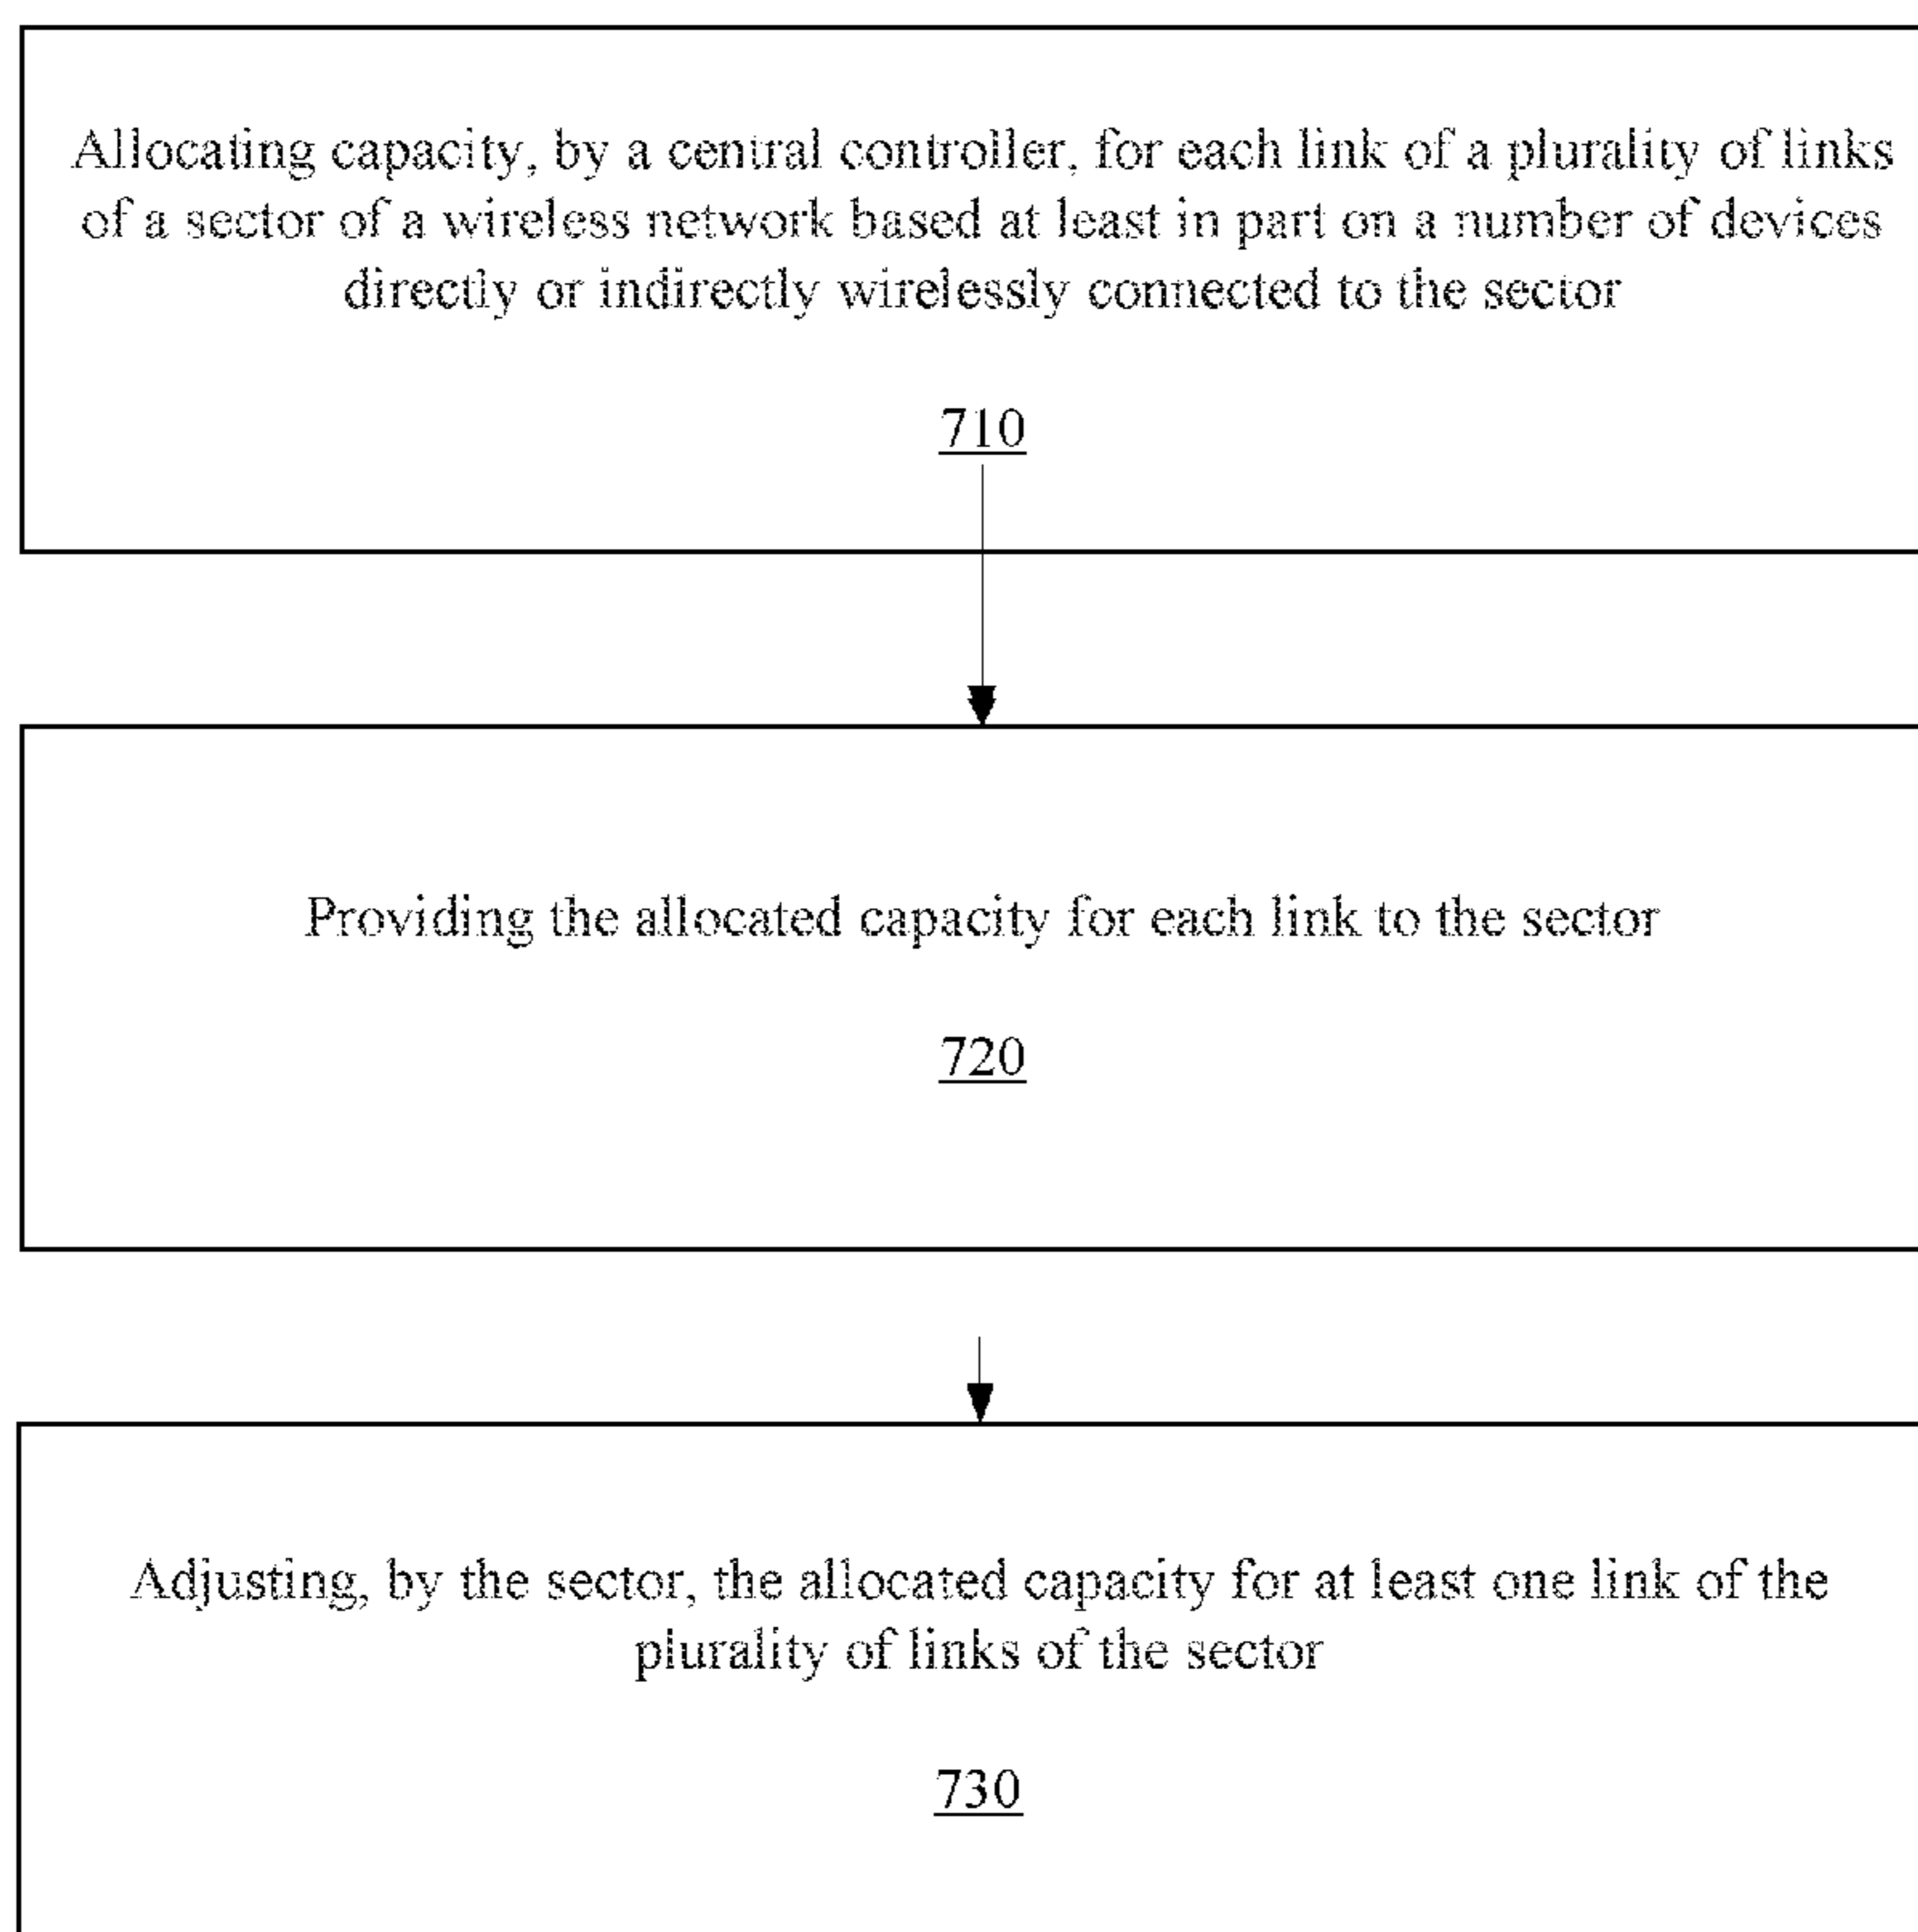 Allocating capacity, by a central controller, for each link of a plurality of links
of a sector of a wireless network based at least in part on a number of devices
directly or indirectly wirelessly connected to the sector
710
Providing the allocated capacity for each link to the sector
720
Adjusting, by the sector, the allocated capacity for at least one link of the
plurality of links of the sector
730